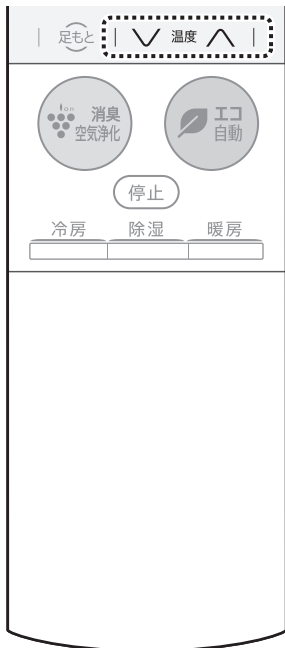 足もと 温度
ion
消臭
空気浄化
エコ
自動
停止
冷房 除湿 暖房